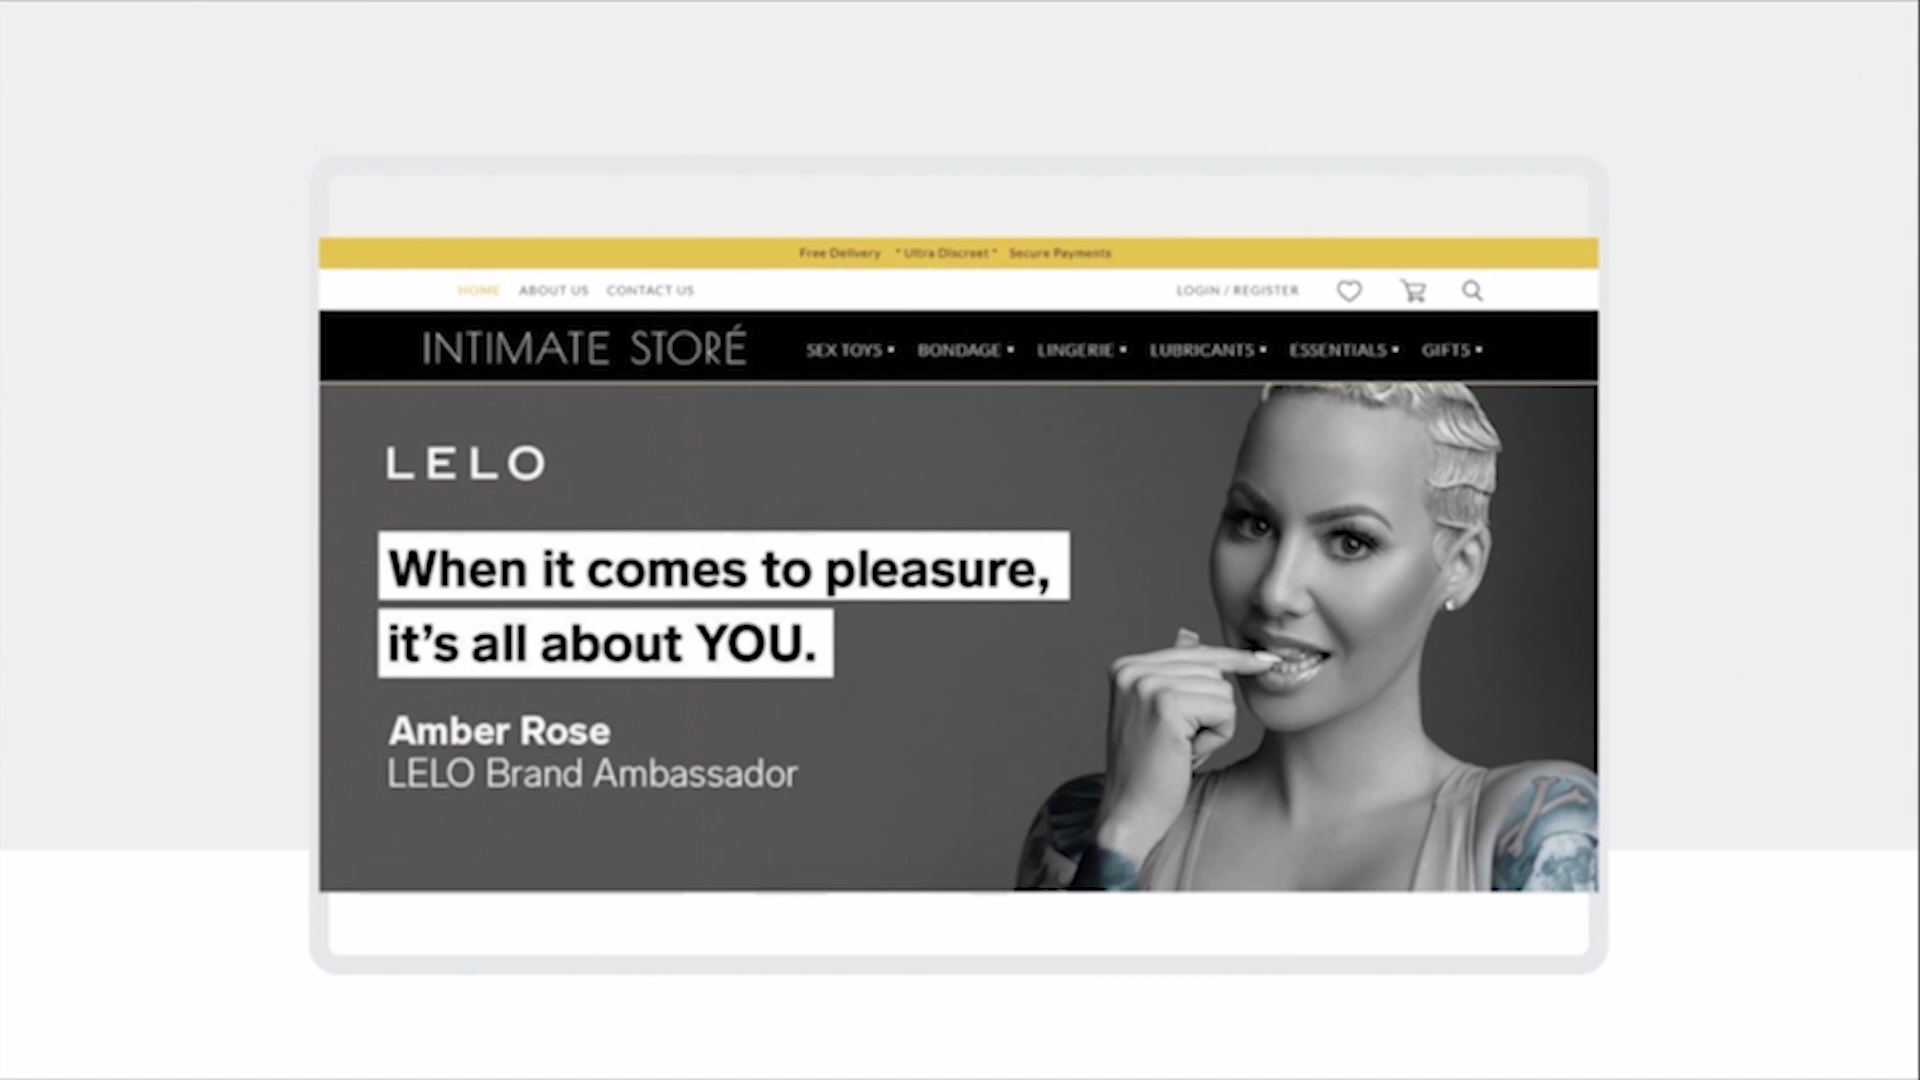 Free Delivery * Ultra Discreet * Secure Payments
HOME ABOUT US CONTACT US LOGIN / REGISTER
INTIMATE STORÉ SEX TOYS BONDAGE LINGERIE LUBRICANTS ESSENTIALS GIFTS
LELO
When it comes to pleasure,
it's all about YOU.
Amber Rose
LELO Brand Ambassador